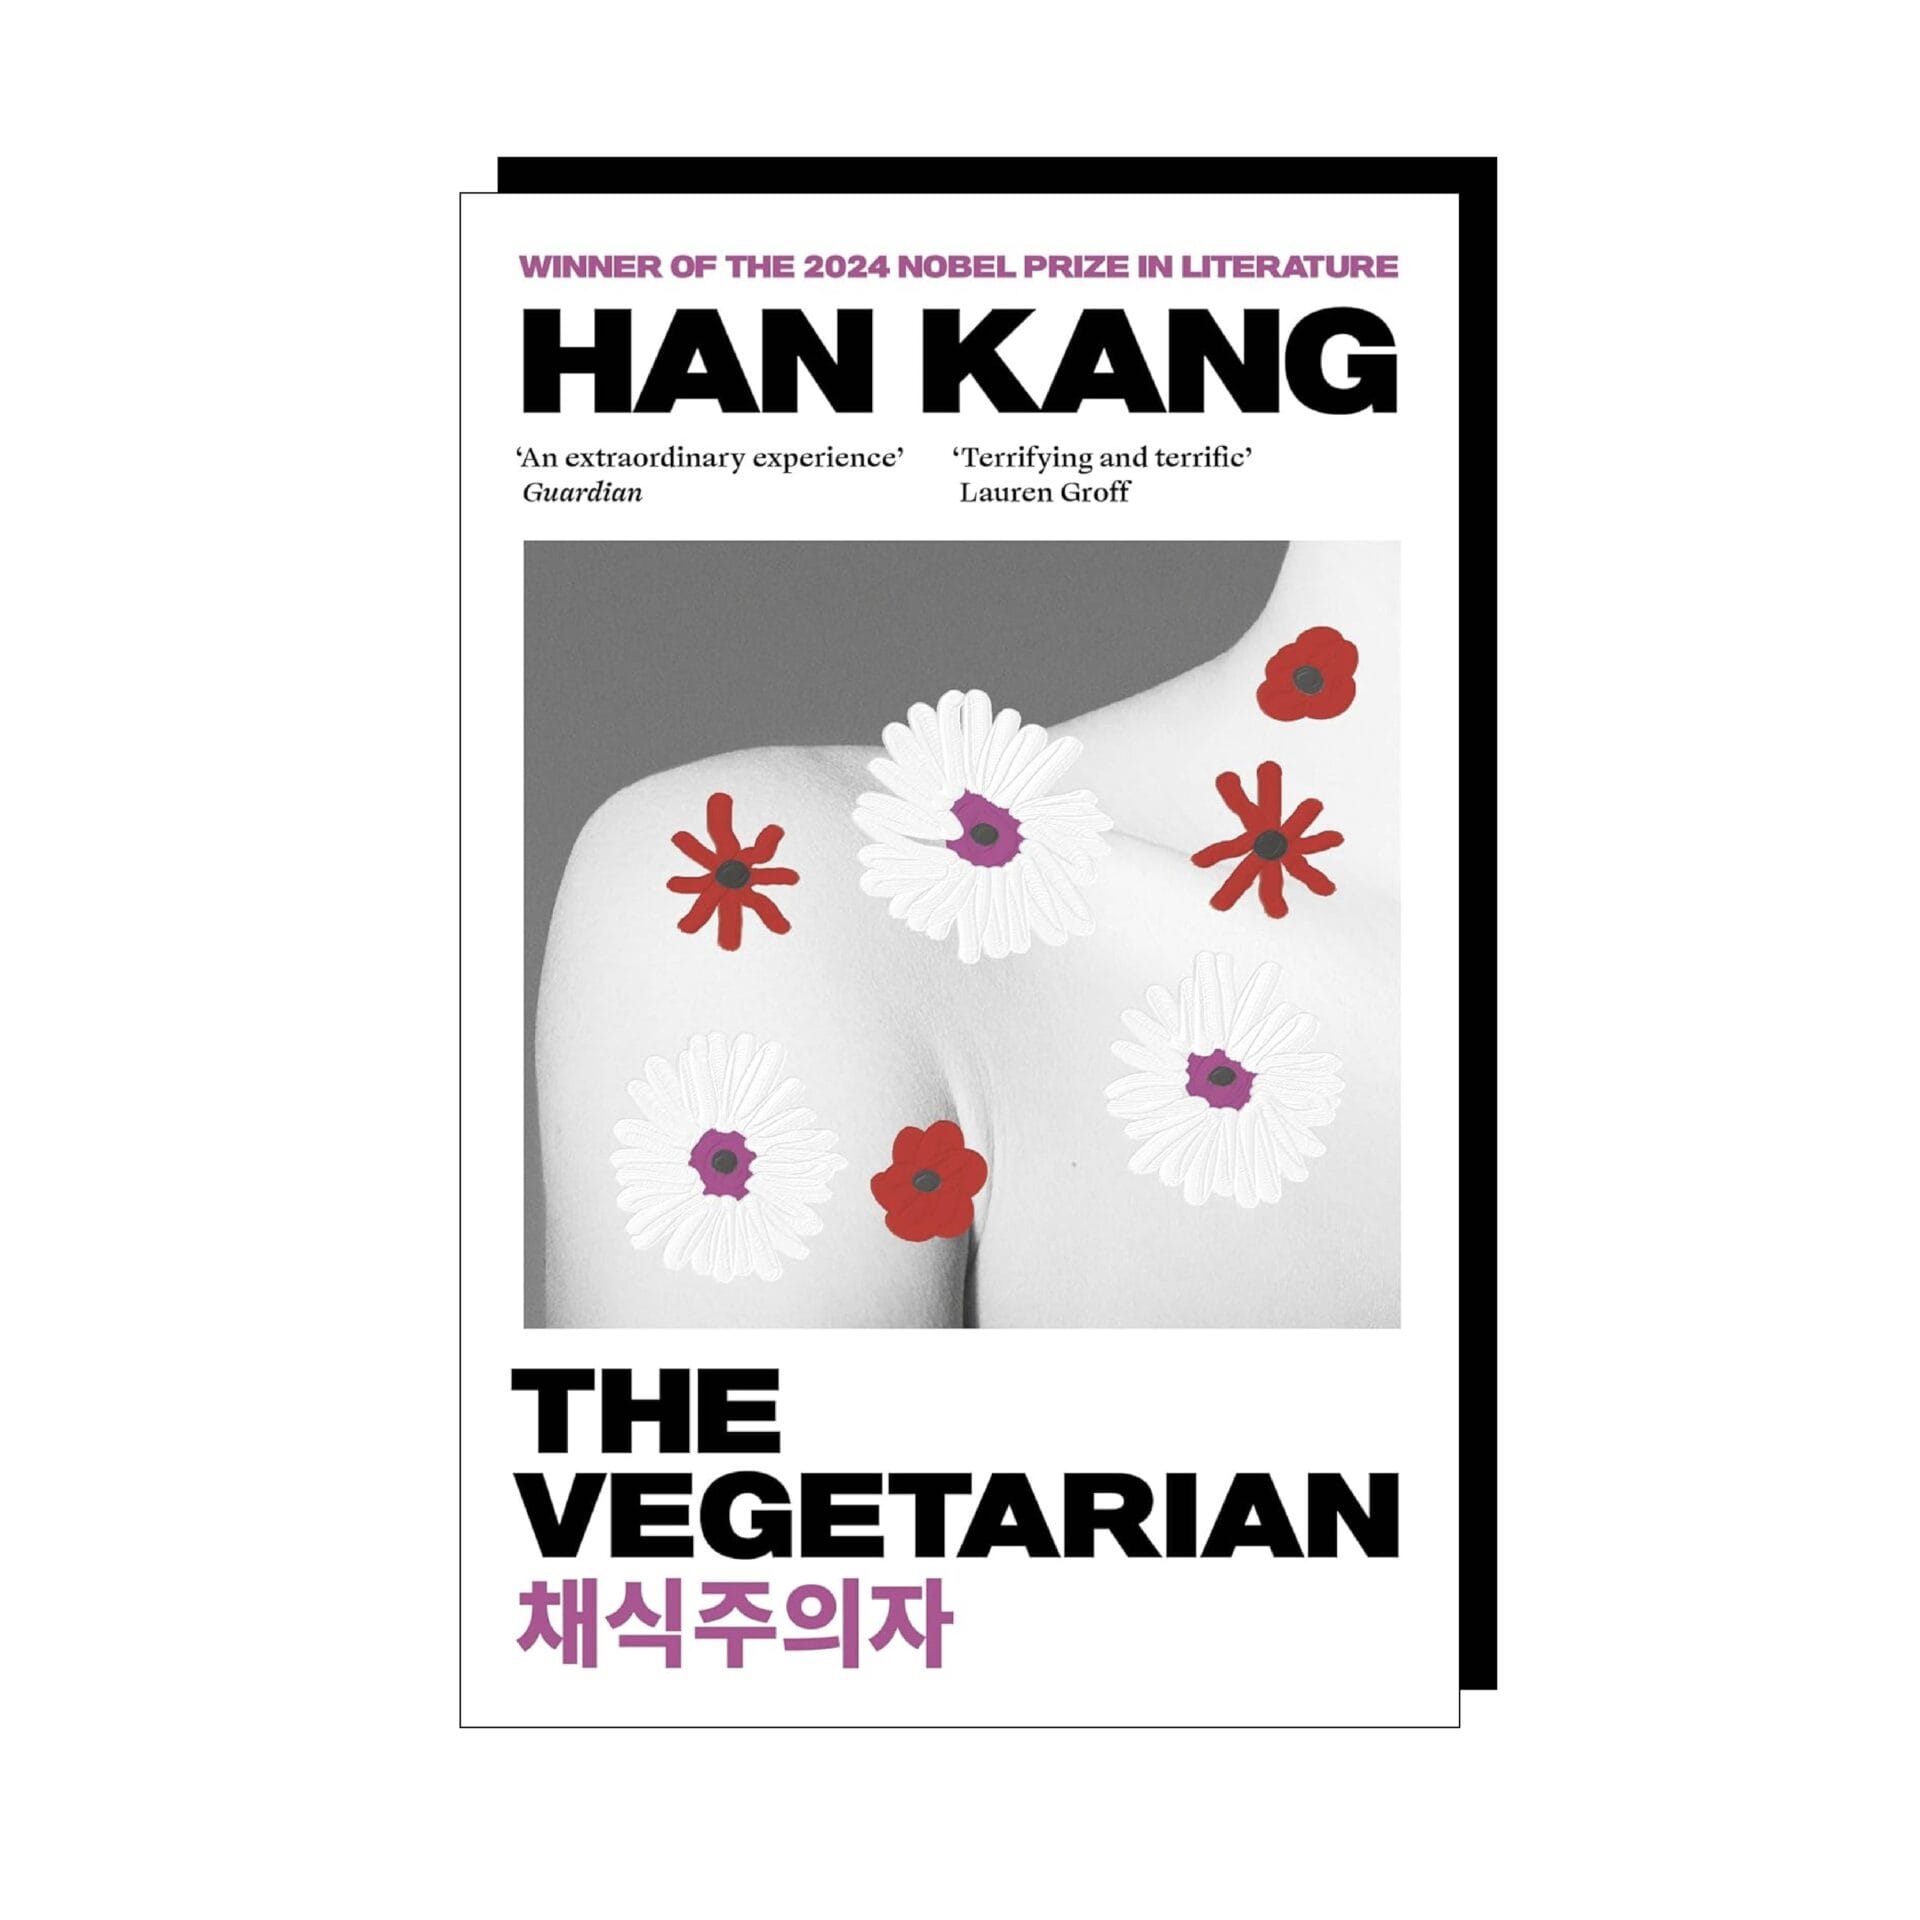 WINNER OF THE 2024 NOBEL PRIZE IN LITERATURE
HAN KANG
‘An extraordinary experience’
Guardian
‘Terrifying and terrific’
Lauren Groff
THE
VEGETARIAN
채식주의자